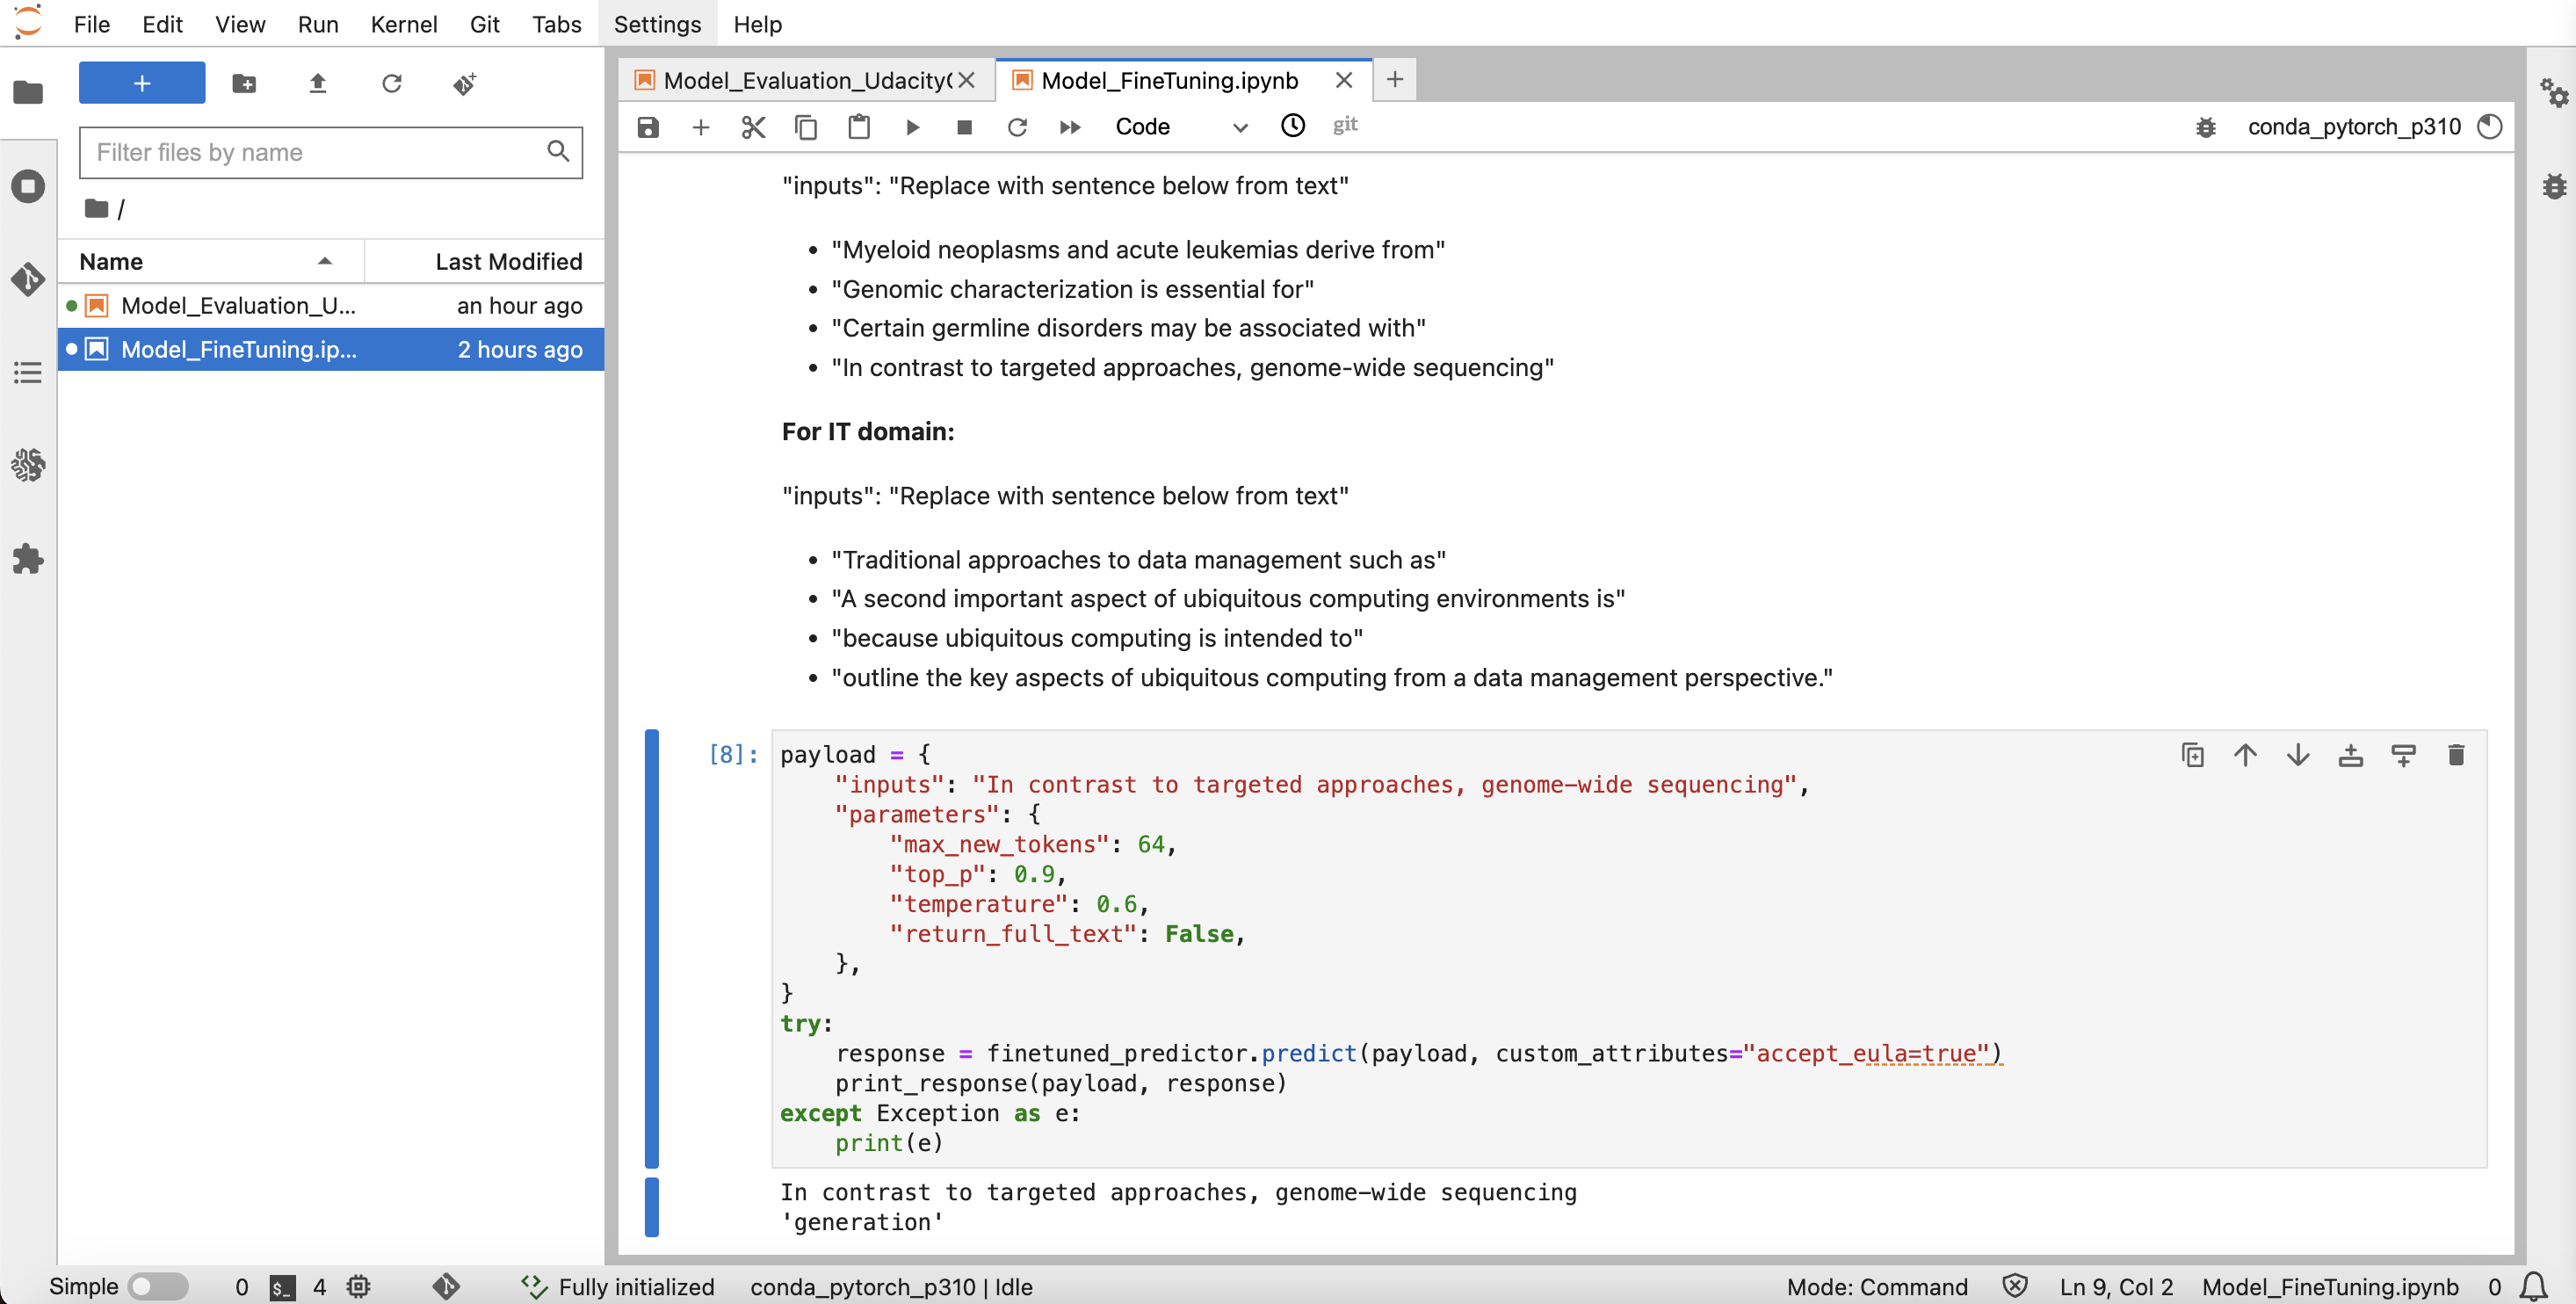 File Edit View Run Kernel Git Tabs Settings Help
+
Filter files by name
/
Name Last Modified
Model_Evaluation_U... an hour ago
Model_FineTuning.ip... 2 hours ago
Model_Evaluation_Udacity
Model_FineTuning.ipynb
Code
git
conda_pytorch_p310
"inputs": "Replace with sentence below from text"
• "Myeloid neoplasms and acute leukemias derive from"
• "Genomic characterization is essential for"
• "Certain germline disorders may be associated with"
• "In contrast to targeted approaches, genome-wide sequencing"
For IT domain:
"inputs": "Replace with sentence below from text"
• "Traditional approaches to data management such as"
• "A second important aspect of ubiquitous computing environments is"
• "because ubiquitous computing is intended to"
• "outline the key aspects of ubiquitous computing from a data management perspective."
[8]: payload = {
    "inputs": "In contrast to targeted approaches, genome-wide sequencing",
    "parameters": {
        "max_new_tokens": 64,
        "top_p": 0.9,
        "temperature": 0.6,
        "return_full_text": False,
    },
}
try:
    response = finetuned_predictor.predict(payload, custom_attributes="accept_eula=true")
    print_response(payload, response)
except Exception as e:
    print(e)
In contrast to targeted approaches, genome-wide sequencing
'generation'
Simple 0 $_ 4 Fully initialized conda_pytorch_p310 | Idle Mode: Command Ln 9, Col 2 Model_FineTuning.ipynb 0